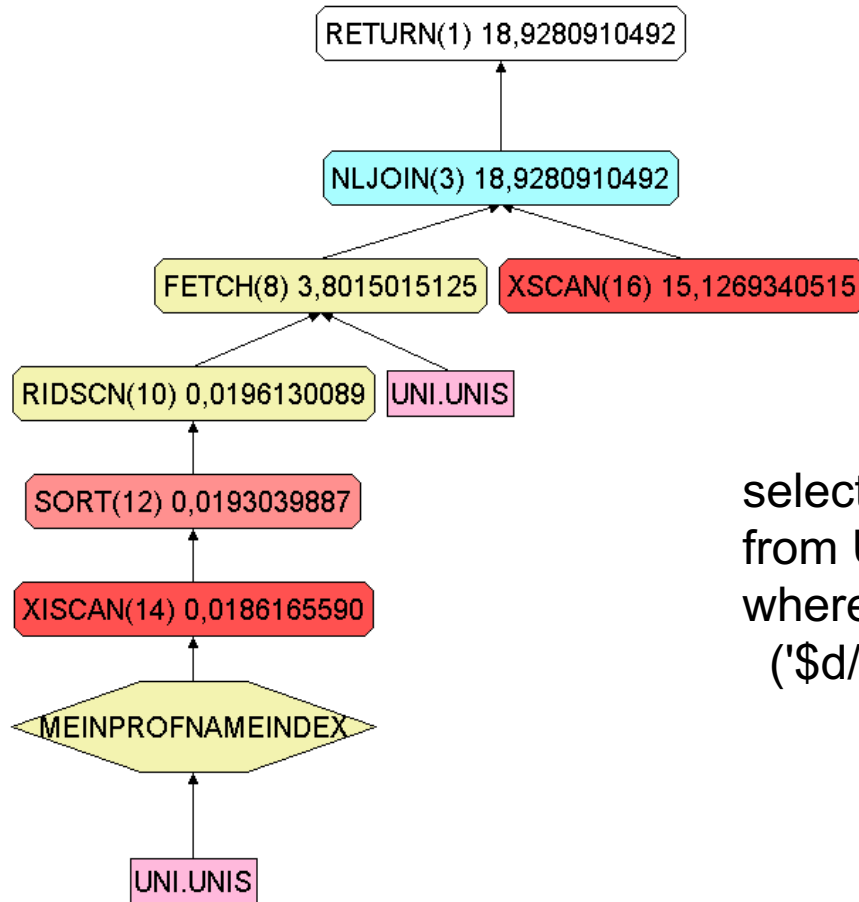 RETURN(1) 18,9280910492
NLJOIN(3) 18,9280910492
FETCH(8) 3,8015015125
XSCAN(16) 15,1269340515
RIDSCN(10) 0,0196130089
UNI.UNIS
SORT(12) 0,0193039887
XISCAN(14) 0,0186165590
MEINPROFNAMEINDEX
UNI.UNIS
select
from
where
('$d/